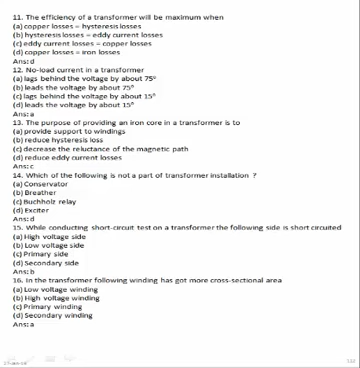 11. The efficiency of a transformer will be maximum when
(a) copper losses = hysteresis losses
(b) hysteresis losses = eddy current losses
(c) eddy current losses = copper losses
(d) copper losses = iron losses
Ans: d
12. No-load current in a transformer
(a) lags behind the voltage by about 75°
(b) leads the voltage by about 75°
(c) lags behind the voltage by about 15°
(d) leads the voltage by about 15°
Ans: a
13. The purpose of providing an iron core in a transformer is to
(a) provide support to windings
(b) reduce hysteresis loss
(c) decrease the reluctance of the magnetic path
(d) reduce eddy current losses
Ans: c
14. Which of the following is not a part of transformer installation ?
(a) Conservator
(b) Breather
(c) Buchholz relay
(d) Exciter
Ans: d
15. While conducting short-circuit test on a transformer the following side is short circuited
(a) High voltage side
(b) Low voltage side
(c) Primary side
(d) Secondary side
Ans: b
16. In the transformer following winding has got more cross-sectional area
(a) Low voltage winding
(b) High voltage winding
(c) Primary winding
(d) Secondary winding
Ans: a